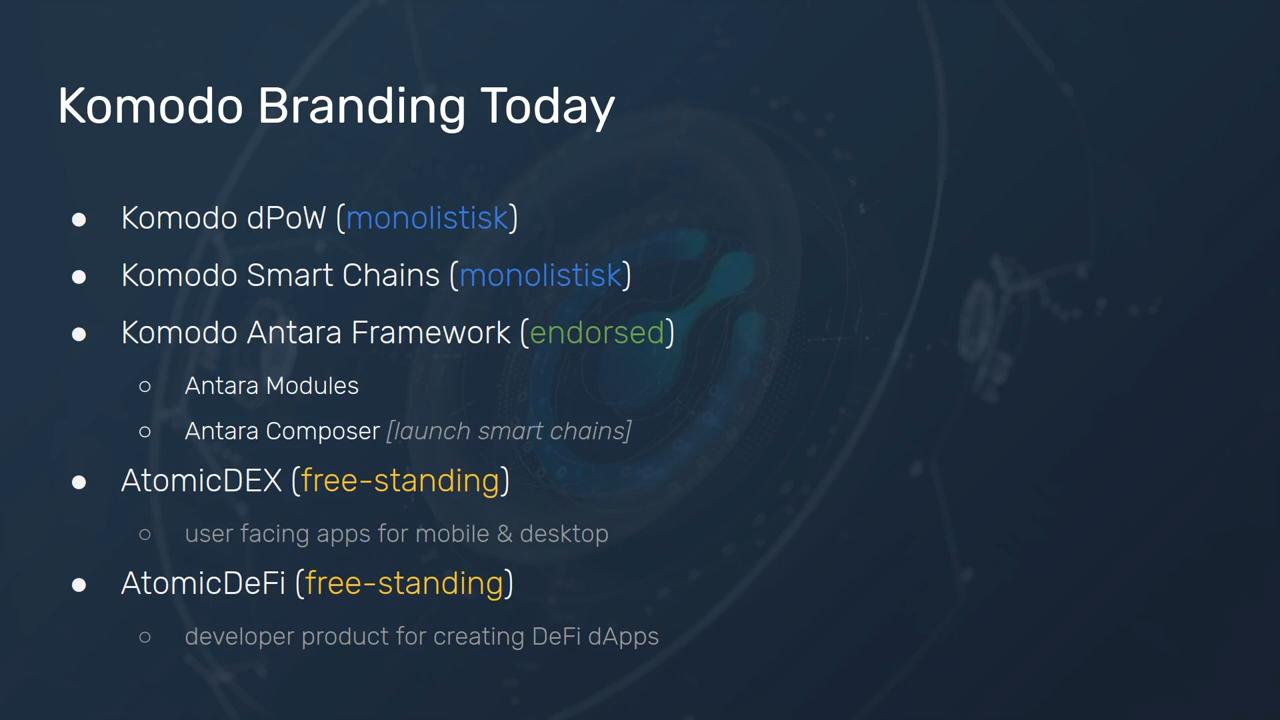 Komodo Branding Today
● Komodo dPoW (monolistisk)
● Komodo Smart Chains (monolistisk)
● Komodo Antara Framework (endorsed)
○ Antara Modules
○ Antara Composer [launch smart chains]
● AtomicDEX (free-standing)
○ user facing apps for mobile & desktop
● AtomicDeFi (free-standing)
○ developer product for creating DeFi dApps